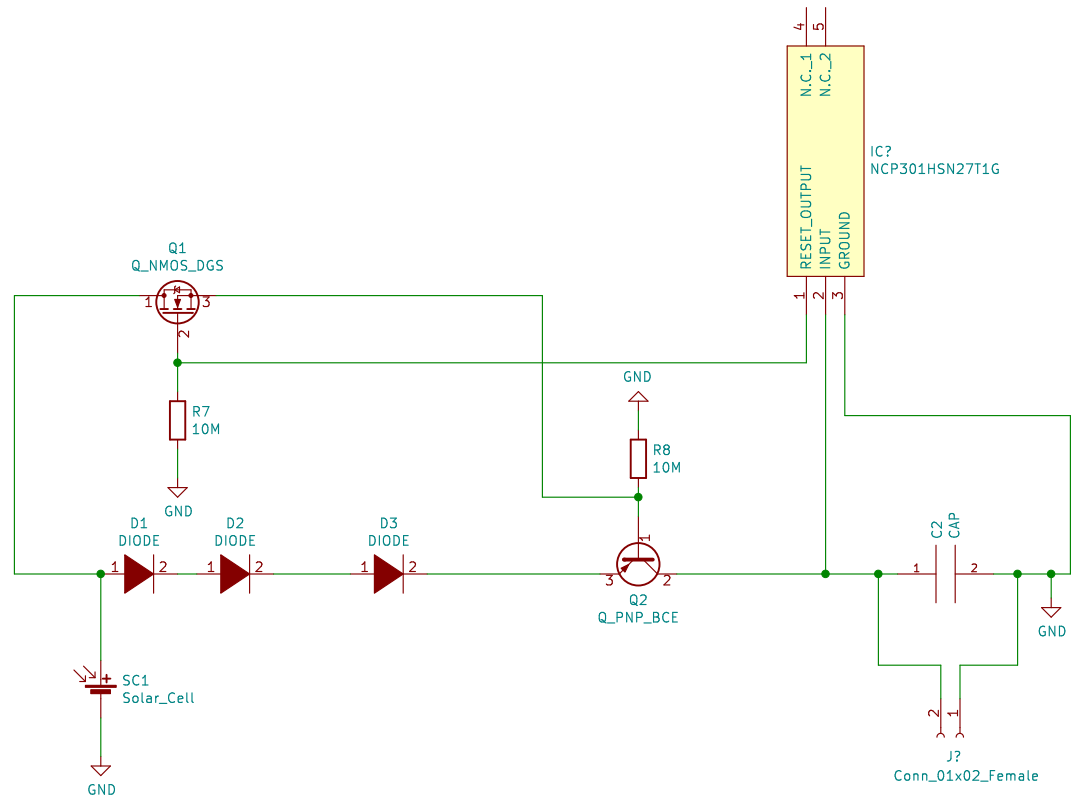 4
5
N.C._1
N.C._2
IC?
NCP301HSN27T1G
RESET_OUTPUT
INPUT
GROUND
1
2
3
Q1
Q_NMOS_DGS
1
3
2
GND
R7
10M
R8
10M
GND
D1
DIODE
1
2
D2
DIODE
1
2
D3
DIODE
1
2
1
3
2
Q2
Q_PNP_BCE
C2
CAP
1
2
GND
+
SC1
Solar_Cell
GND
2
1
J?
Conn_01x02_Female